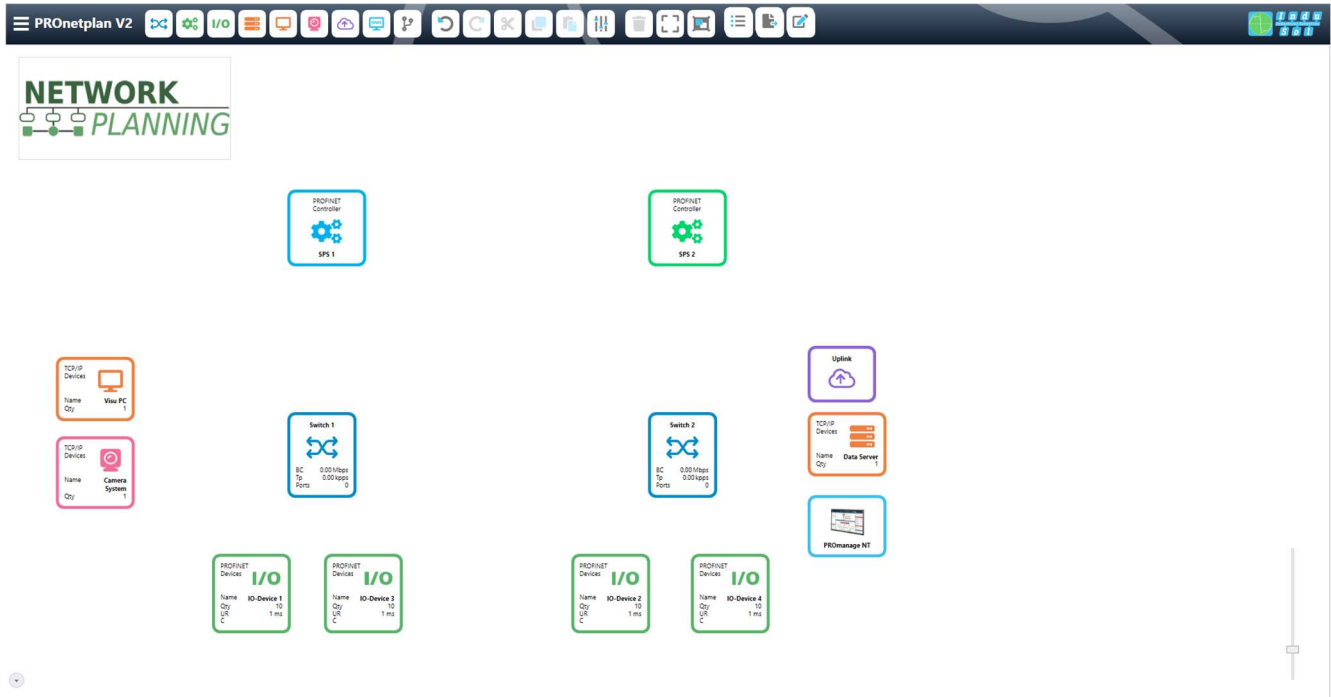 PROnetplan V2
I/O
Indu
Sol
NETWORK
PLANNING
PROFINET
Controller
SPS 1
PROFINET
Controller
SPS 2
TCP/IP
Devices
Name Visu PC
Qty 1
TCP/IP
Devices
Name Camera
System
Qty 1
Switch 1
BC 0.00 Mbps
Tp 0.00 kpps
Ports 0
Switch 2
BC 0.00 Mbps
Tp 0.00 kpps
Ports 0
Uplink
TCP/IP
Devices
Name Data Server
Qty 1
PROmanage NT
PROFINET
Devices I/O
Name IO-Device 1
Qty 10
UR 1 ms
C
PROFINET
Devices I/O
Name IO-Device 3
Qty 10
UR 1 ms
C
PROFINET
Devices I/O
Name IO-Device 2
Qty 10
UR 1 ms
C
PROFINET
Devices I/O
Name IO-Device 4
Qty 10
UR 1 ms
C